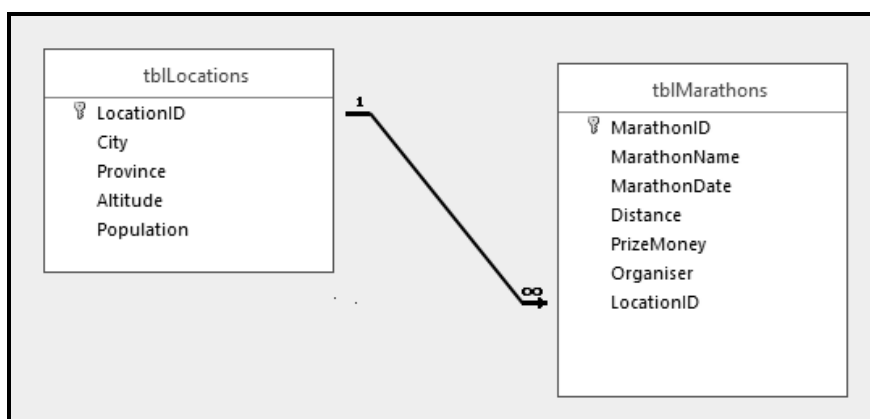 tblLocations
LocationID
City
Province
Altitude
Population
1
∞
tblMarathons
MarathonID
MarathonName
MarathonDate
Distance
PrizeMoney
Organiser
LocationID